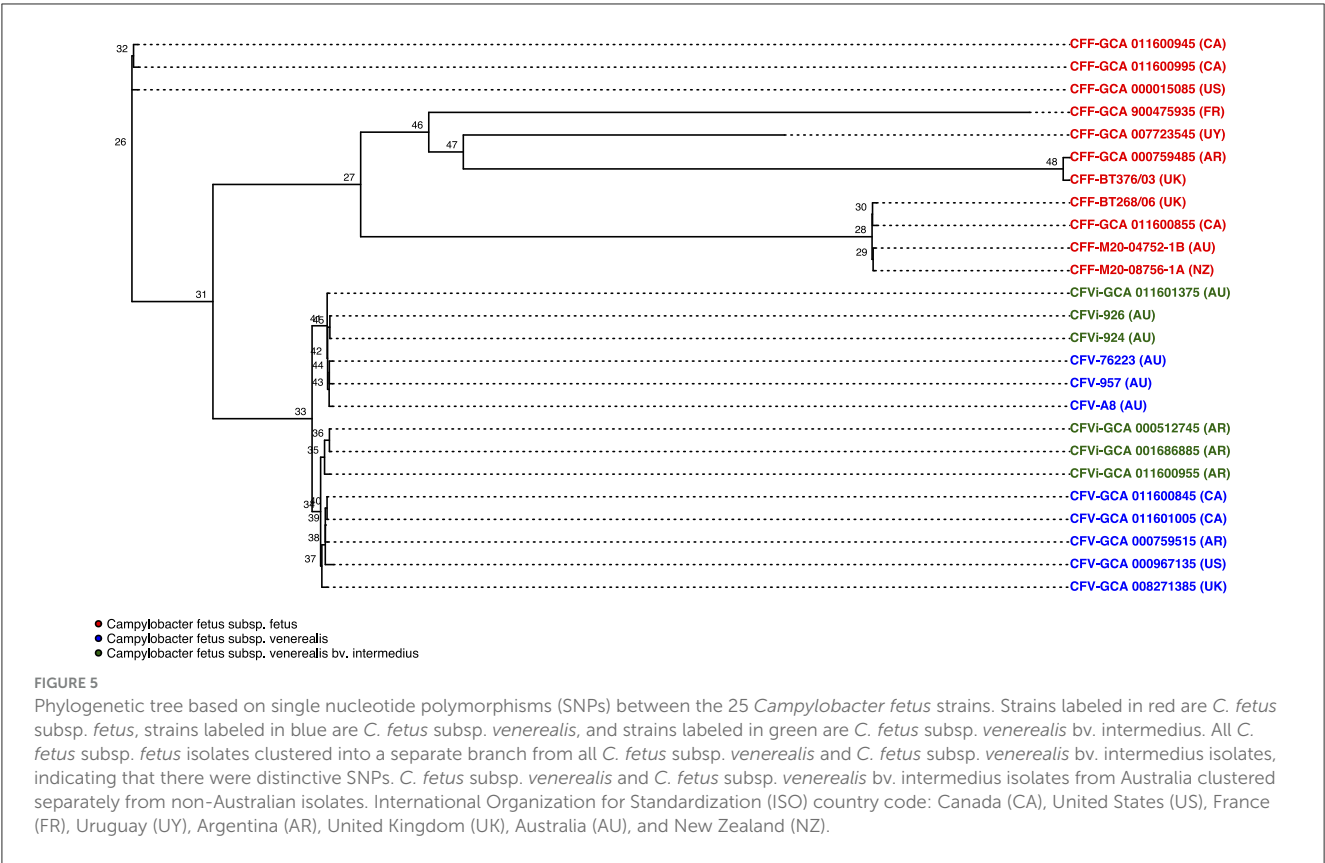 32
CFF-GCA 011600945 (CA)
CFF-GCA 011600995 (CA)
CFF-GCA 000015085 (US)
CFF-GCA 900475935 (FR)
46
CFF-GCA 007723545 (UY)
26
47
CFF-GCA 000759485 (AR)
48
27
CFF-BT376/03 (UK)
30
CFF-BT268/06 (UK)
CFF-GCA 011600855 (CA)
28
CFF-M20-04752-1B (AU)
29
CFF-M20-08756-1A (NZ)
31
CFVi-GCA 011601375 (AU)
CFVi-926 (AU)
45
CFVi-924 (AU)
42
CFV-76223 (AU)
44
CFV-957 (AU)
43
CFV-A8 (AU)
33
CFVi-GCA 000512745 (AR)
36
CFVi-GCA 001686885 (AR)
35
CFVi-GCA 011600955 (AR)
CFV-GCA 011600845 (CA)
34
40
CFV-GCA 011601005 (CA)
39
CFV-GCA 000759515 (AR)
38
CFV-GCA 000967135 (US)
37
CFV-GCA 008271385 (UK)
Campylobacter fetus subsp. fetus
Campylobacter fetus subsp. venerealis
Campylobacter fetus subsp. venerealis bv. intermedius
FIGURE 5
Phylogenetic tree based on single nucleotide polymorphisms (SNPs) between the 25 Campylobacter fetus strains. Strains labeled in red are C. fetus
subsp. fetus, strains labeled in blue are C. fetus subsp. venerealis, and strains labeled in green are C. fetus subsp. venerealis bv. intermedius. All C.
fetus subsp. fetus isolates clustered into a separate branch from all C. fetus subsp. venerealis and C. fetus subsp. venerealis bv. intermedius isolates,
indicating that there were distinctive SNPs. C. fetus subsp. venerealis and C. fetus subsp. venerealis bv. intermedius isolates from Australia clustered
separately from non-Australian isolates. International Organization for Standardization (ISO) country code: Canada (CA), United States (US), France
(FR), Uruguay (UY), Argentina (AR), United Kingdom (UK), Australia (AU), and New Zealand (NZ).